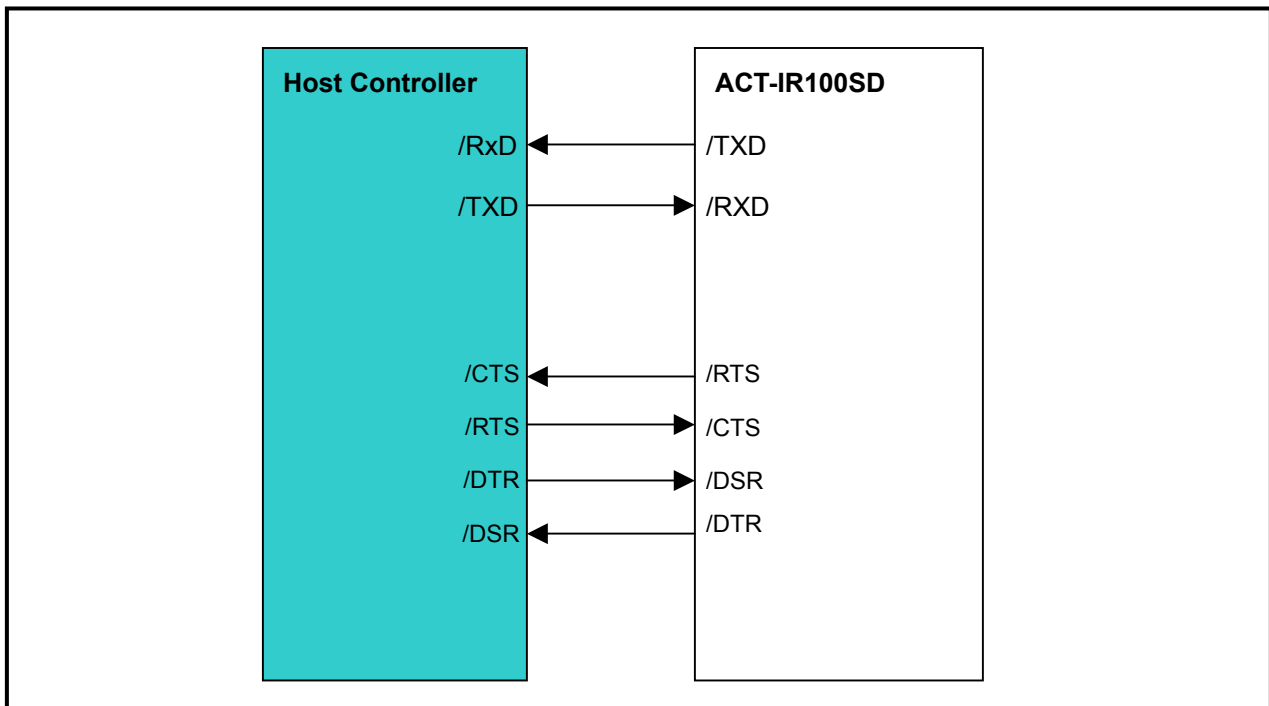 Host Controller
ACT-IR100SD
/RxD
/TXD
/TXD
/RXD
/CTS
/RTS
/RTS
/CTS
/DTR
/DSR
/DSR
/DTR